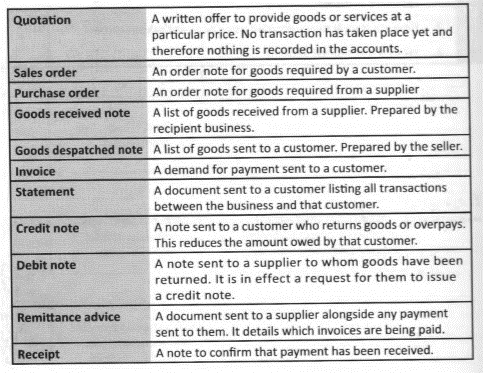 Quotation
A written offer to provide goods or services at a
particular price. No transaction has taken place yet and
therefore nothing is recorded in the accounts.
Sales order
An order note for goods required by a customer.
Purchase order
An order note for goods required from a supplier
Goods received note
A list of goods received from a supplier. Prepared by the
recipient business.
Goods despatched note
A list of goods sent to a customer. Prepared by the seller.
Invoice
A demand for payment sent to a customer.
Statement
A document sent to a customer listing all transactions
between the business and that customer.
Credit note
A note sent to a customer who returns goods or overpays.
This reduces the amount owed by that customer.
Debit note
A note sent to a supplier to whom goods have been
returned. It is in effect a request for them to issue
a credit note.
Remittance advice
A document sent to a supplier alongside any payment
sent to them. It details which invoices are being paid.
Receipt
A note to confirm that payment has been received.